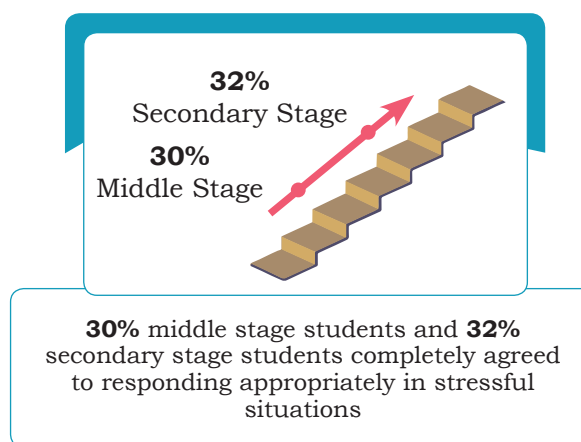 32%
Secondary Stage
30%
Middle Stage
30% middle stage students and 32%
secondary stage students completely agreed
to responding appropriately in stressful
situations